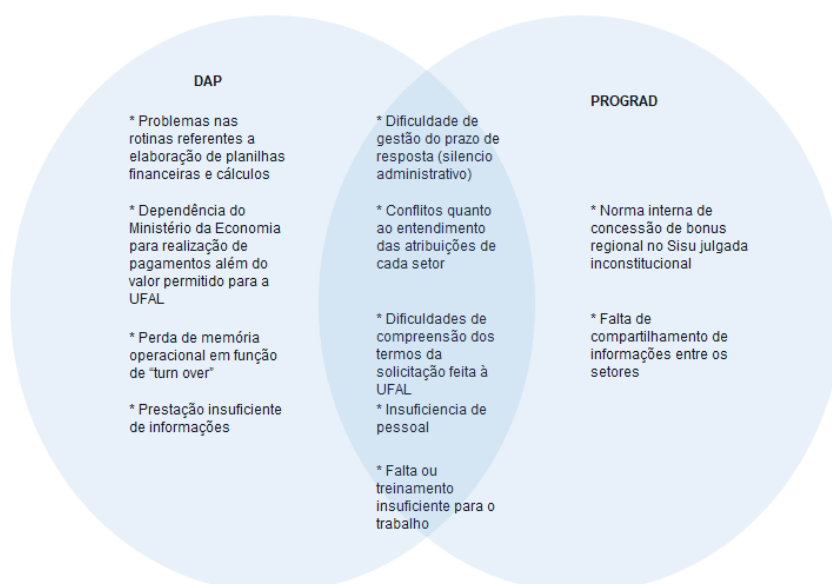 DAP
* Problemas nas
rotinas referentes a
elaboração de planilhas
financeiras e cálculos
* Dependência do
Ministério da Economia
para realização de
pagamentos além do
valor permitido para a
UFAL
* Perda de memória
operacional em função
de “turn over”
* Prestação insuficiente
de informações
* Dificuldade de
gestão do prazo de
resposta (silencio
administrativo)
* Conflitos quanto
ao entendimento
das atribuições de
cada setor
* Dificuldades de
compreensão dos
termos da
solicitação feita à
UFAL
* Insuficiencia de
pessoal
* Falta ou
treinamento
insuficiente para o
trabalho
PROGRAD
* Norma interna de
concessão de bonus
regional no Sisu julgada
inconstitucional
* Falta de
compartilhamento de
informações entre os
setores